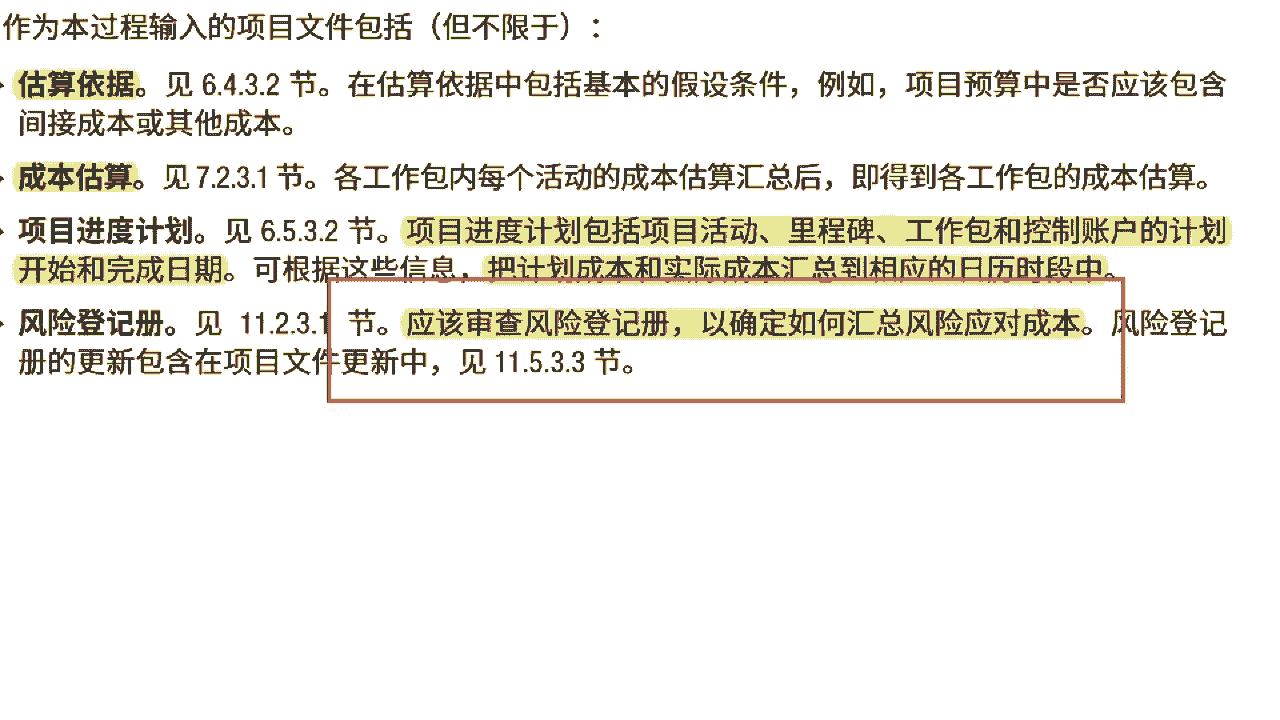 作为本过程输入的项目文件包括（但不限于）：
估算依据。见 6.4.3.2 节。在估算依据中包括基本的假设条件，例如，项目预算中是否应该包含
间接成本或其他成本。
成本估算。见 7.2.3.1 节。各工作包内每个活动的成本估算汇总后，即得到各工作包的成本估算。
项目进度计划。见 6.5.3.2 节。项目进度计划包括项目活动、里程碑、工作包和控制账户的计划
开始和完成日期。可根据这些信息，把计划成本和实际成本汇总到相应的日历时段中。
风险登记册。见 11.2.3.1 节。应该审查风险登记册，以确定如何汇总风险应对成本。风险登记
册的更新包含在项目文件更新中，见 11.5.3.3 节。